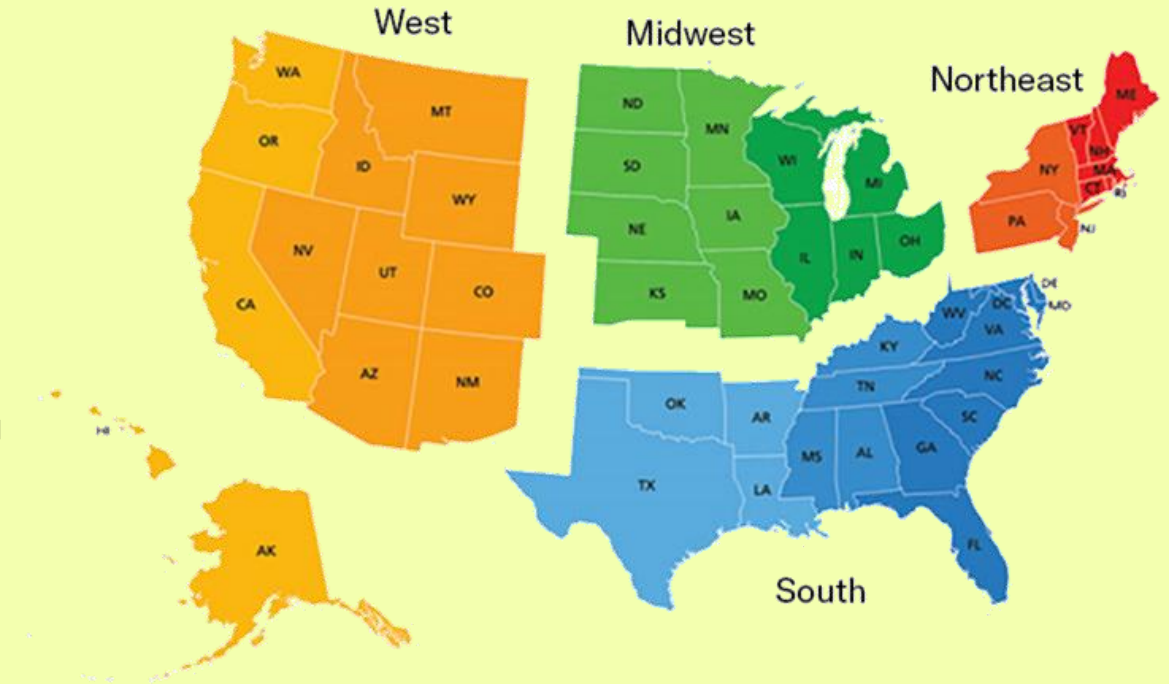 West
WA
MT
OR
ID
WY
NV
UT
CO
CA
AZ
NM
HI
AK
Midwest
ND
MN
SD
WI
MI
NE
IA
IL
IN
OH
KS
MO
Northeast
ME
VT
NH
NY
MA
CT
RI
PA
NJ
South
DE
MD
DC
WV
VA
KY
NC
TN
OK
AR
SC
MS
AL
GA
TX
LA
FL